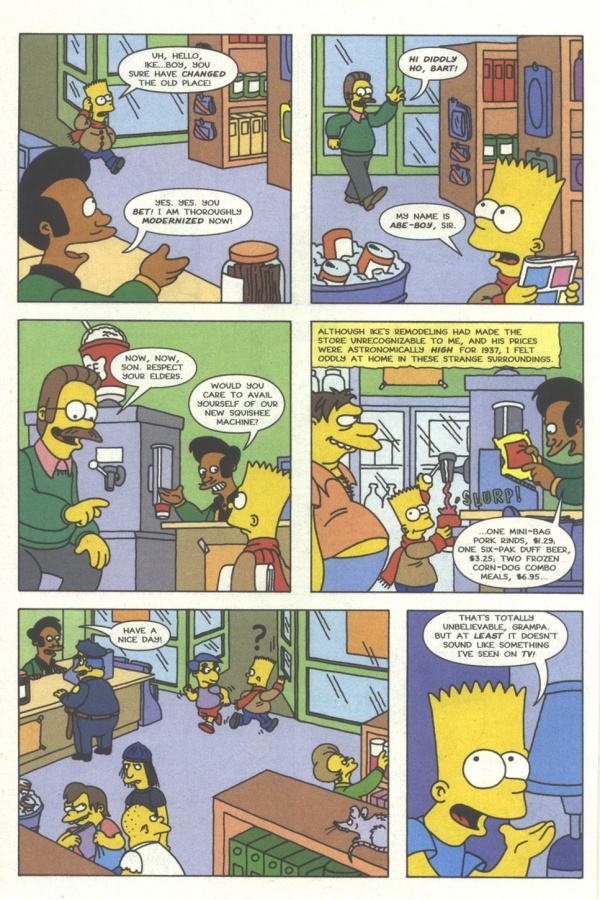 UH, HELLO,
IKE...BOY, YOU
SURE HAVE CHANGED
THE OLD PLACE!
YES. YES. YOU
BET! I AM THOROUGHLY
MODERNIZED NOW!
HI DIDDLY
HO, BART!
MY NAME IS
ABE-BOY, SIR.
NOW, NOW,
SON. RESPECT
YOUR ELDERS.
WOULD YOU
CARE TO AVAIL
YOURSELF OF OUR
NEW SQUISHEE
MACHINE?
ALTHOUGH IKE'S REMODELING HAD MADE THE
STORE UNRECOGNIZABLE TO ME, AND HIS PRICES
WERE ASTRONOMICALLY HIGH FOR 1937, I FELT
ODDLY AT HOME IN THESE STRANGE SURROUNDINGS.
SLURP!
...ONE MINI-BAG
PORK RINDS, $1.29;
ONE SIX-PAK DUFF BEER,
$3.25; TWO FROZEN
CORN-DOG COMBO
MEALS, $6.95...
HAVE A
NICE DAY!
?
THAT'S TOTALLY
UNBELIEVABLE, GRAMPA.
BUT AT LEAST IT DOESN'T
SOUND LIKE SOMETHING
I'VE SEEN ON TV!